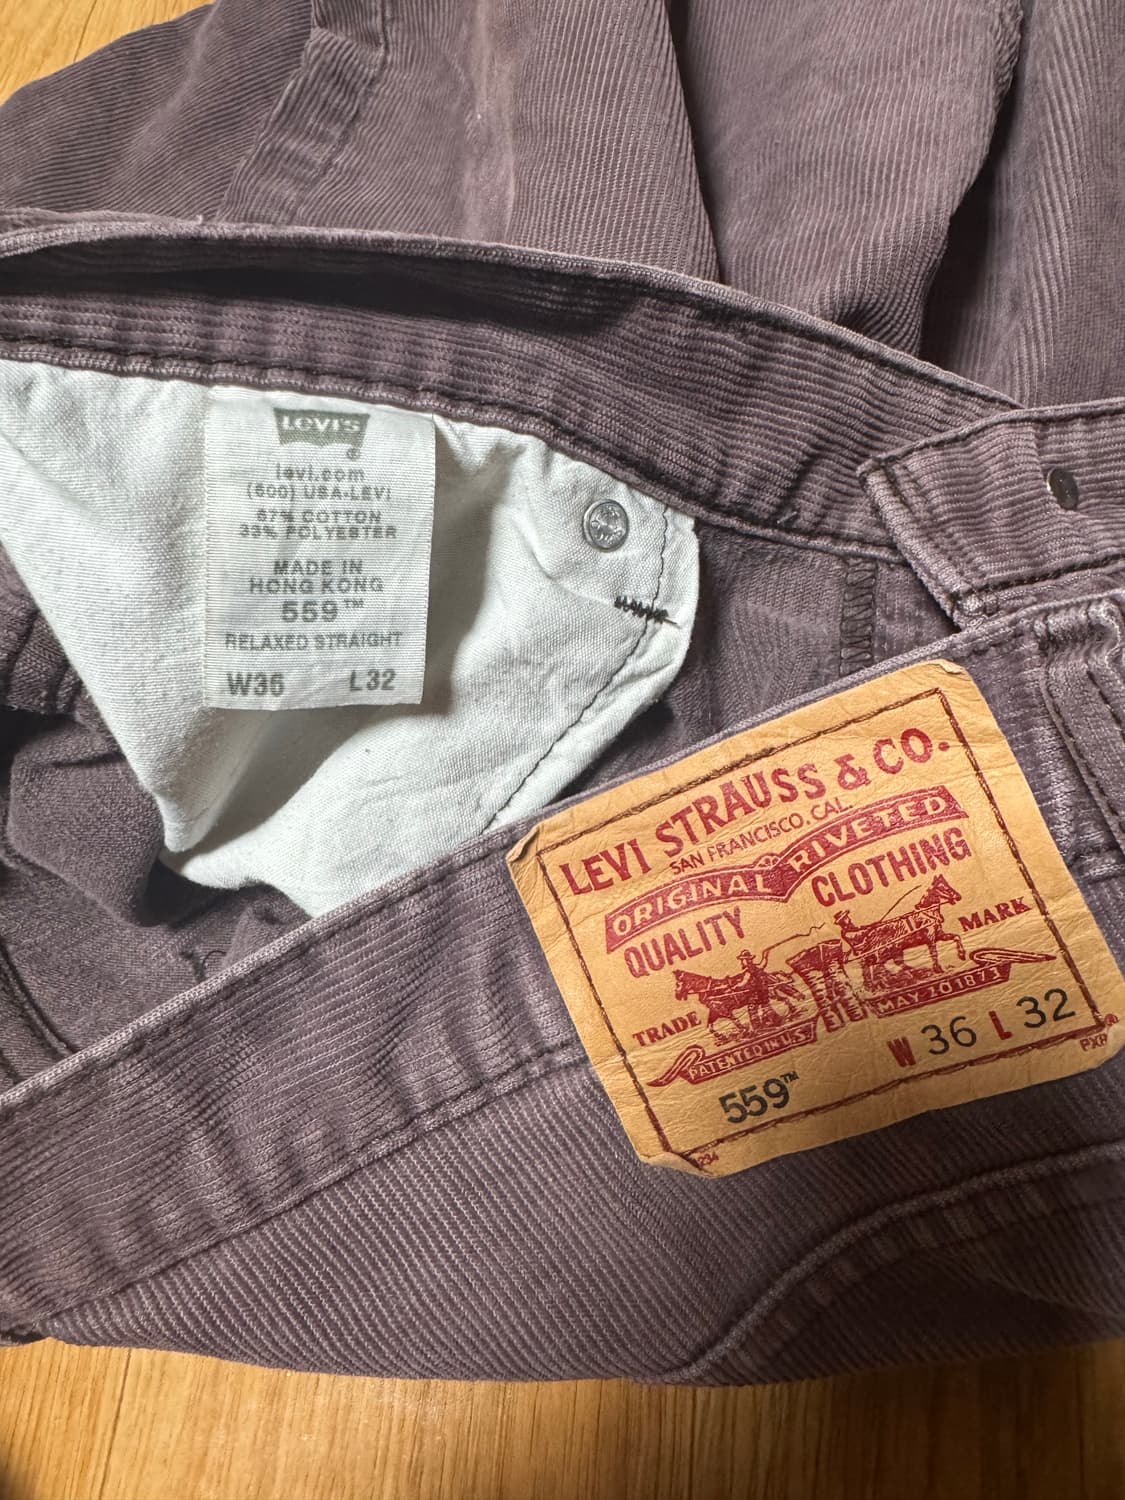 LEVI'S
®
levi.com
(800) USA-LEVI
67% COTTON
33% POLYESTER
MADE IN
HONG KONG
559™
RELAXED STRAIGHT
W36 L32
LEVI STRAUSS & CO.
SAN FRANCISCO, CAL.
ORIGINAL RIVETED
QUALITY CLOTHING
TRADE MARK
PATENTED IN U.S. MAY 20 1873
W 36 L 32
559™